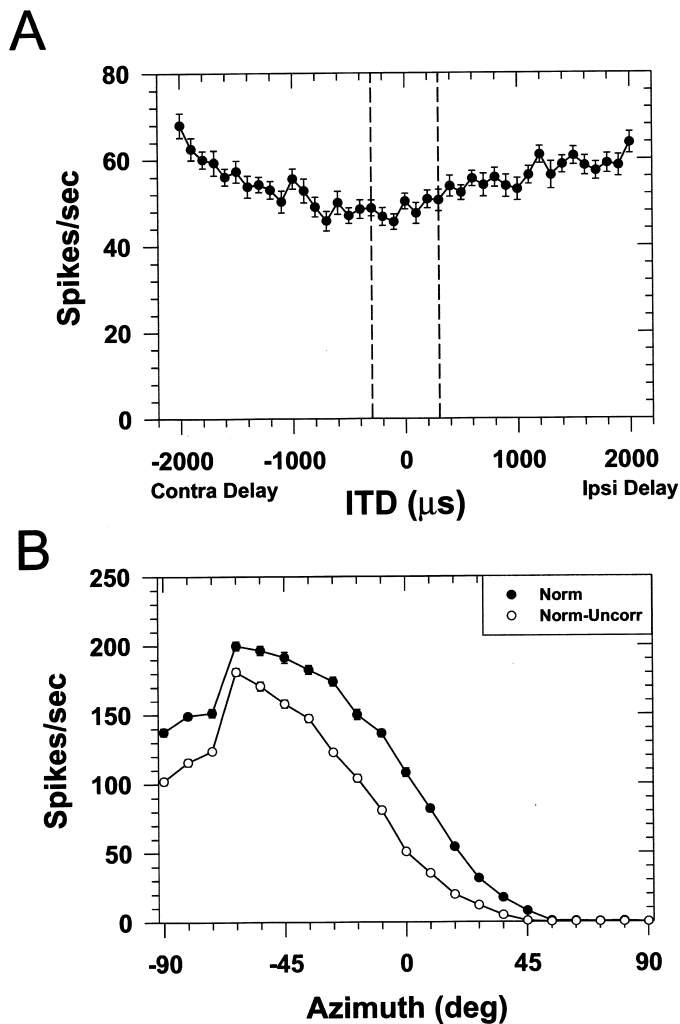 A
80
60
40
20
0
Spikes/sec
-2000 -1000 0 1000 2000
Contra Delay Ipsi Delay
ITD (μs)
B
250
200
150
100
50
0
Spikes/sec
Norm
Norm-Uncorr
-90 -45 0 45 90
Azimuth (deg)